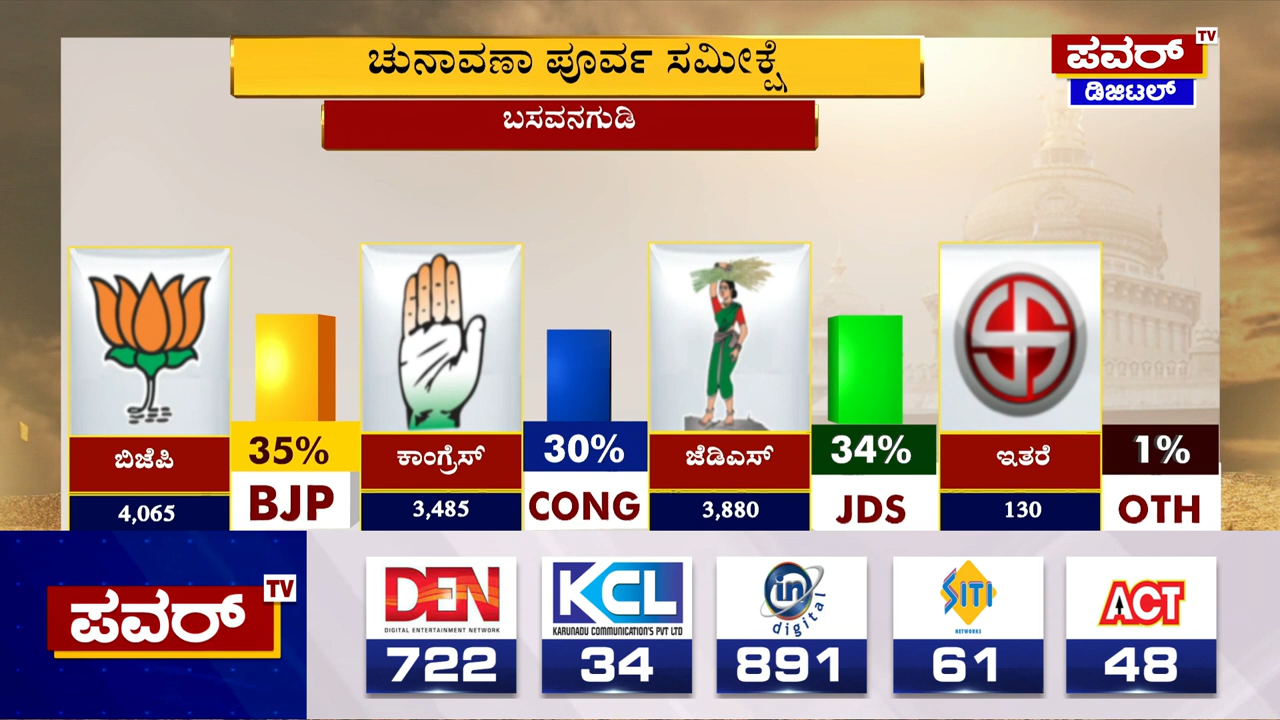 ಚುನಾವಣಾ ಪೂರ್ವ ಸಮೀಕ್ಷೆ
ಬಸವನಗುಡಿ
ಪವರ್ TV
ಡಿಜಿಟಲ್
ಬಿಜೆಪಿ
4,065
35%
BJP
ಕಾಂಗ್ರೆಸ್
3,485
30%
CONG
ಜೆಡಿಎಸ್
3,880
34%
JDS
ಇತರೆ
130
1%
OTH
ಪವರ್ TV
DEN
DIGITAL ENTERTAINMENT NETWORK
722
KCL
KARUNADU COMMUNICATION'S PVT LTD
34
in
digital
891
SITI
NETWORKS
61
ACT
48